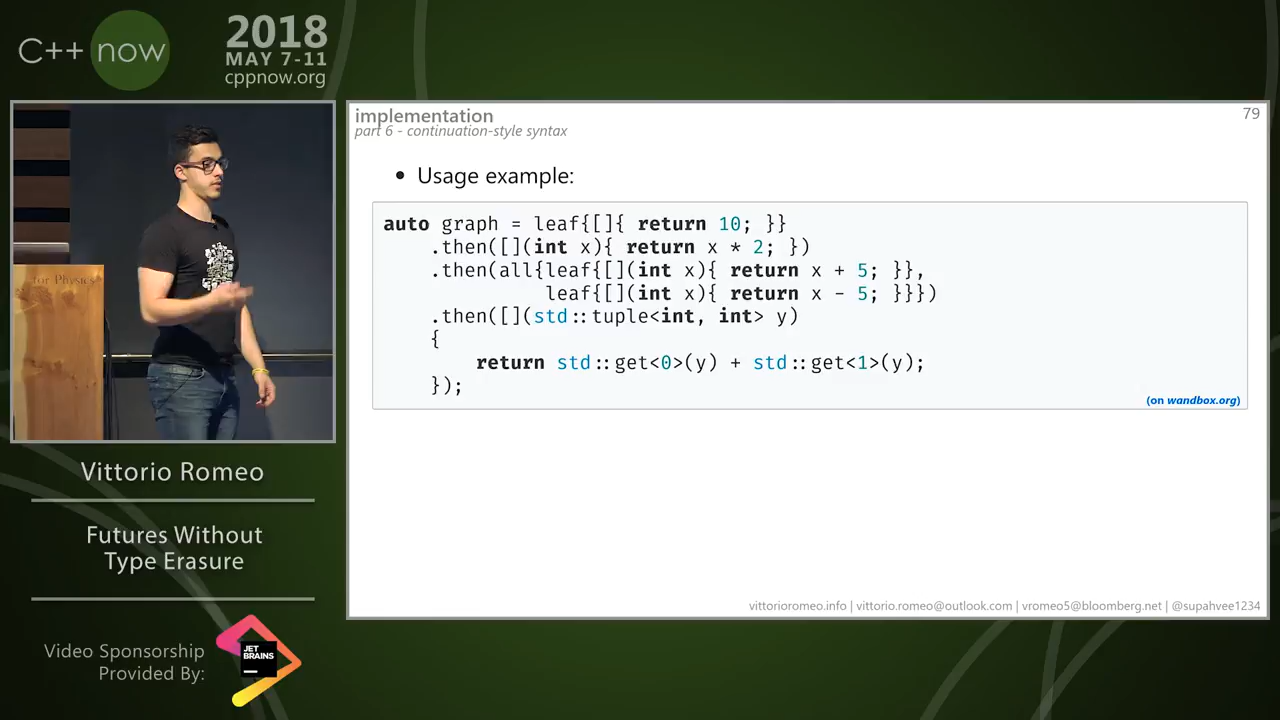 C++ now
2018
MAY 7-11
cppnow.org
for Physics
implementation
part 6 - continuation-style syntax
79
• Usage example:
auto graph = leaf{[]{ return 10; }}
    .then([](int x){ return x * 2; })
    .then(all{leaf{[](int x){ return x + 5; }},
              leaf{[](int x){ return x - 5; }}})
    .then([](std::tuple<int, int> y)
    {
        return std::get<0>(y) + std::get<1>(y);
    });
(on wandbox.org)
vittorioromeo.info | vittorio.romeo@outlook.com | vromeo5@bloomberg.net | @supahvee1234
Vittorio Romeo
Futures Without
Type Erasure
Video Sponsorship
Provided By:
JET
BRAINS